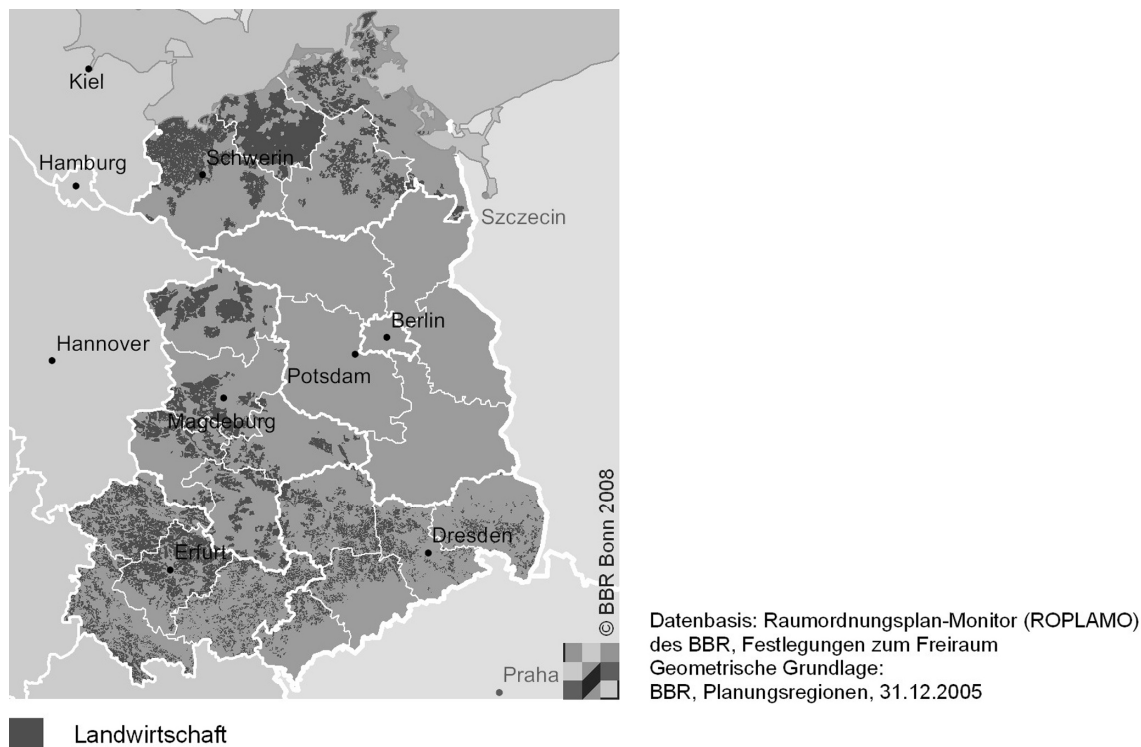 Kiel
Hamburg
Schwerin
Szczecin
Hannover
Berlin
Potsdam
Magdeburg
Erfurt
Dresden
Praha
© BBR Bonn 2008
Datenbasis: Raumordnungsplan-Monitor (ROPLAMO)
des BBR, Festlegungen zum Freiraum
Geometrische Grundlage:
BBR, Planungsregionen, 31.12.2005
Landwirtschaft